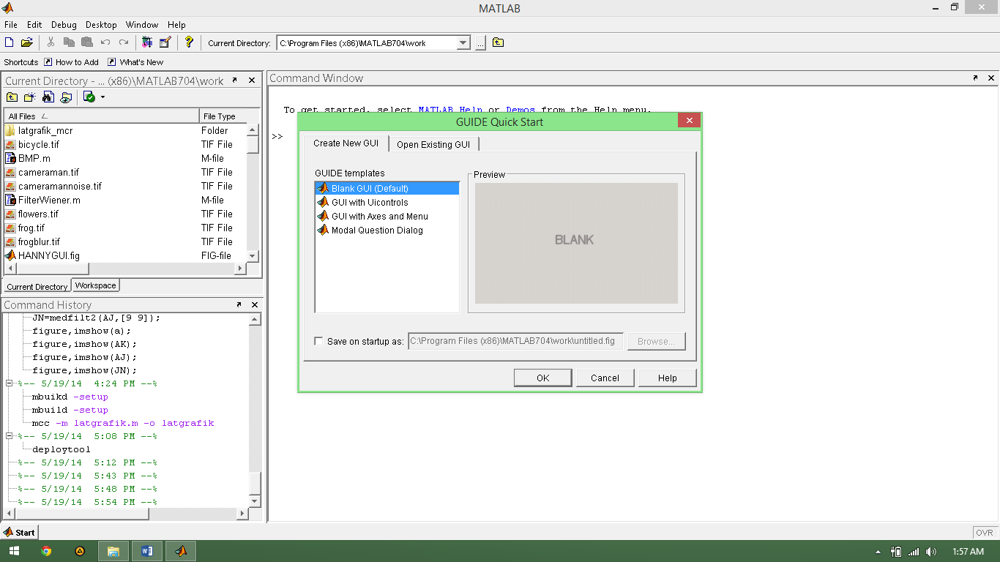 MATLAB
File Edit Debug Desktop Window Help
Current Directory: C:\Program Files (x86)\MATLAB704\work ...
Shortcuts How to Add What's New
Current Directory - ... (x86)\MATLAB704\work
All Files File Type
latgrafik_mcr Folder
bicycle.tif TIF File
BMP.m M-file
cameraman.tif TIF File
cameramannoise.tif TIF File
FilterWiener.m M-file
flowers.tif TIF File
frog.tif TIF File
frogblur.tif TIF File
HANNYGUI.fig FIG-file
Current Directory Workspace
Command History
JN=medfilt2(AJ,[9 9]);
figure,imshow(a);
figure,imshow(AK);
figure,imshow(AJ);
figure,imshow(JN);
%-- 5/19/14 4:24 PM --%
mbuikd -setup
mbuild -setup
mcc -m latgrafik.m -o latgrafik
%-- 5/19/14 5:08 PM --%
deploytool
%-- 5/19/14 5:12 PM --%
%-- 5/19/14 5:43 PM --%
%-- 5/19/14 5:48 PM --%
%-- 5/19/14 5:54 PM --%
Command Window
To get started, select MATLAB Help or Demos from the Help menu.
>>
GUIDE Quick Start
Create New GUI Open Existing GUI
GUIDE templates
Blank GUI (Default)
GUI with Uicontrols
GUI with Axes and Menu
Modal Question Dialog
Preview
BLANK
Save on startup as: C:\Program Files (x86)\MATLAB704\work\untitled.fig Browse...
OK Cancel Help
Start
OVR
1:57 AM